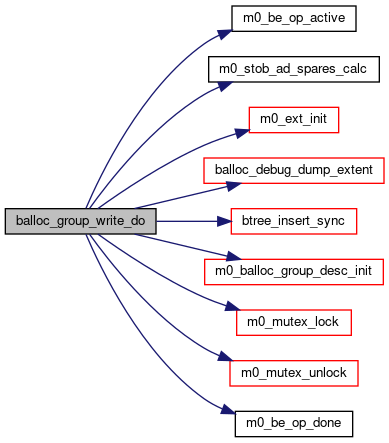 m0_be_op_active
m0_stob_ad_spares_calc
m0_ext_init
balloc_debug_dump_extent
balloc_group_write_do
btree_insert_sync
m0_balloc_group_desc_init
m0_mutex_lock
m0_mutex_unlock
m0_be_op_done